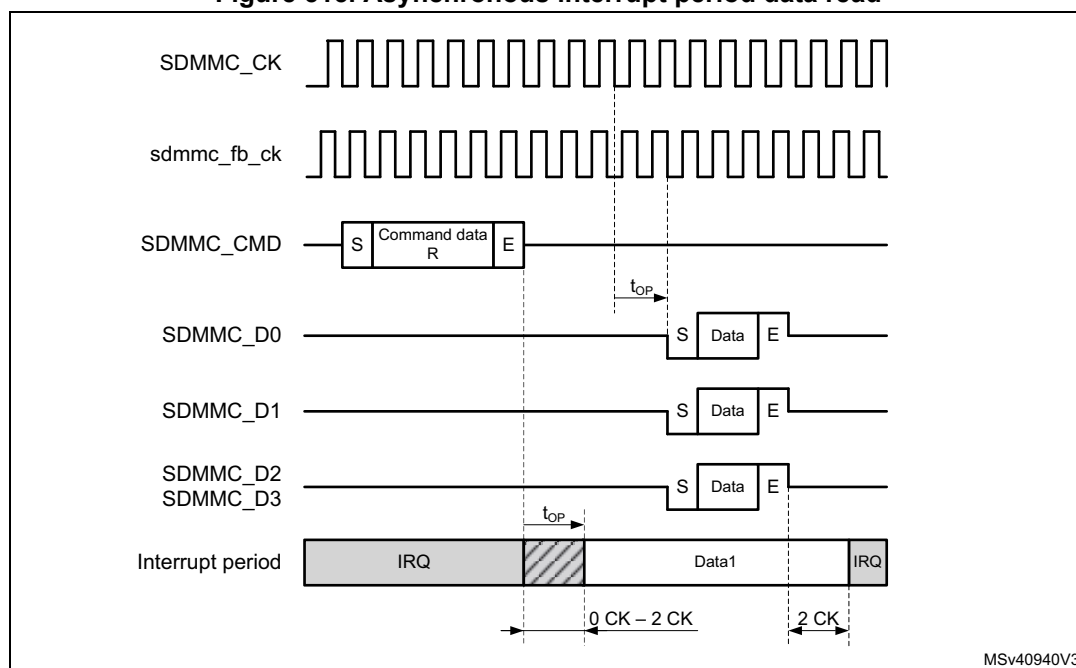 Figure Asynchronous interrupt period data read
SDMMC_CK
sdmmc_fb_ck
SDMMC_CMD
S
Command data
R
E
tOP
SDMMC_D0
S
Data
E
SDMMC_D1
S
Data
E
SDMMC_D2
SDMMC_D3
S
Data
E
tOP
Interrupt period
IRQ
Data1
IRQ
0 CK – 2 CK
2 CK
MSv40940V3